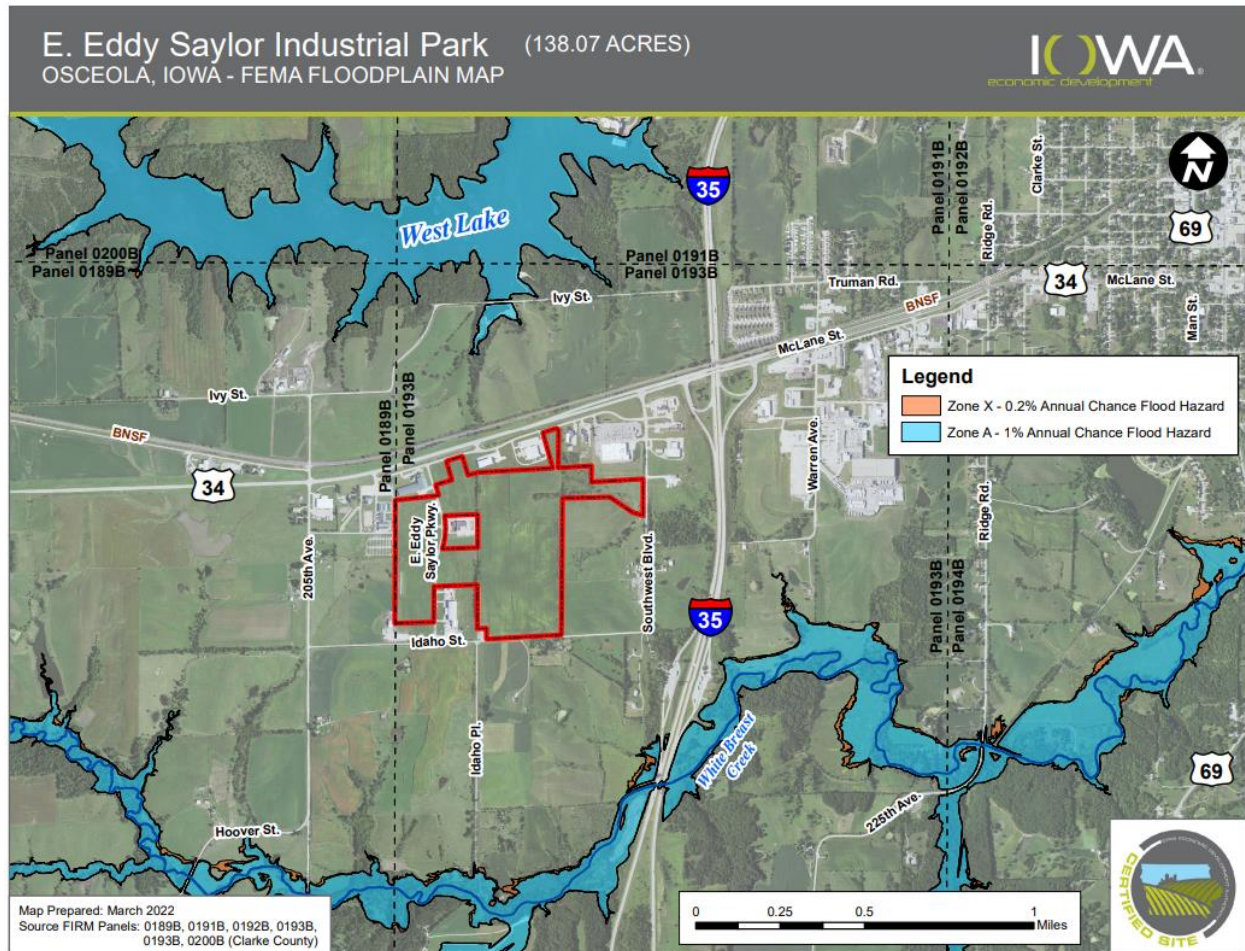 E. Eddy Saylor Industrial Park (138.07 ACRES)
OSCEOLA, IOWA - FEMA FLOODPLAIN MAP
IOWA®
economic development
N
35
Panel 0191B
Panel 0192B
Clarke St.
Ridge Rd.
69
West Lake
Panel 0200B
Panel 0189B
Panel 0191B
Panel 0193B
Truman Rd.
BNSF
34
McLane St.
Man St.
Ivy St.
McLane St.
Ivy St.
Panel 0189B
Panel 0193B
Legend
Zone X - 0.2% Annual Chance Flood Hazard
Zone A - 1% Annual Chance Flood Hazard
BNSF
34
Warren Ave.
Ridge Rd.
E. Eddy
Saylor Pkwy.
205th Ave.
Southwest Blvd.
35
Panel 0193B
Panel 0194B
Idaho St.
Idaho Pl.
White Breast
Creek
69
225th Ave.
Hoover St.
Map Prepared: March 2022
Source FIRM Panels: 0189B, 0191B, 0192B, 0193B,
0193B, 0200B (Clarke County)
0 0.25 0.5 1
Miles
CERTIFIED SITE